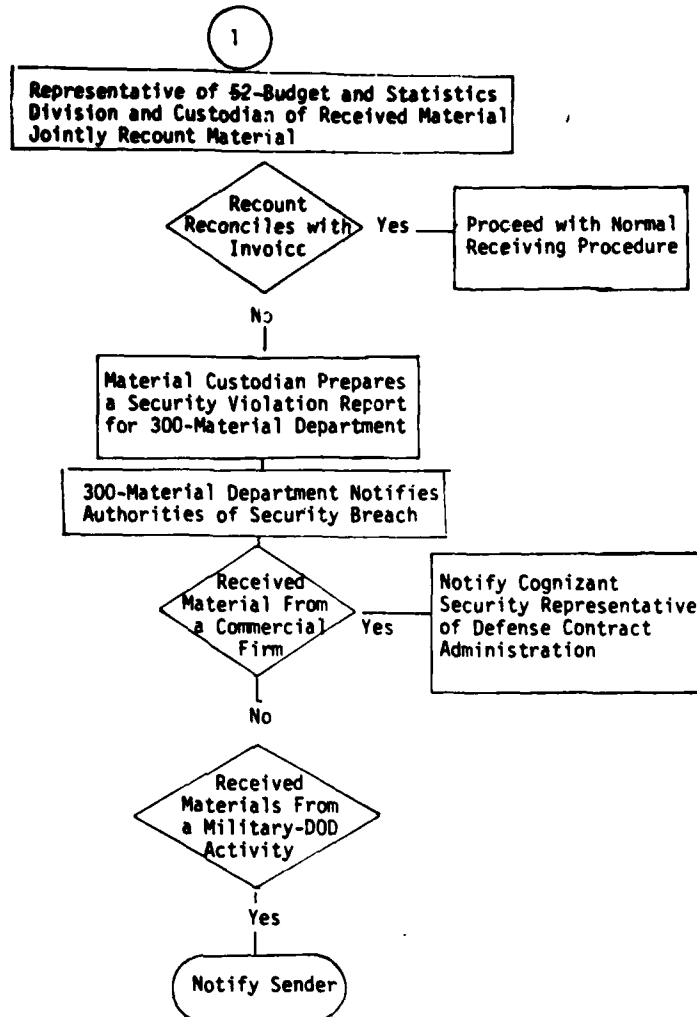 1
Representative of 52-Budget and Statistics
Division and Custodian of Received Material
Jointly Recount Material
Recount
Reconciles with
Invoice
Yes
Proceed with Normal
Receiving Procedure
No
Material Custodian Prepares
a Security Violation Report
for 300-Material Department
300-Material Department Notifies
Authorities of Security Breach
Received
Material From
a Commercial
Firm
Yes
Notify Cognizant
Security Representative
of Defense Contract
Administration
No
Received
Materials From
a Military-DOD
Activity
Yes
Notify Sender